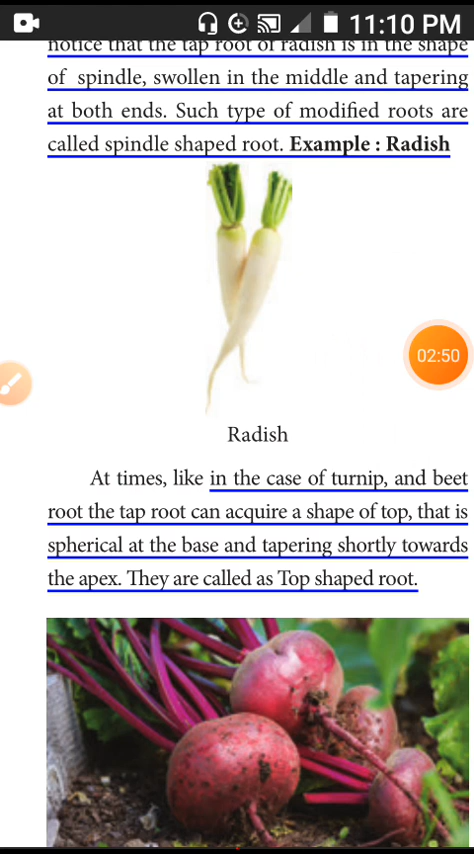 11:10 PM
notice that the tap root of radish is in the shape
of spindle, swollen in the middle and tapering
at both ends. Such type of modified roots are
called spindle shaped root. Example : Radish
02:50
Radish
At times, like in the case of turnip, and beet
root the tap root can acquire a shape of top, that is
spherical at the base and tapering shortly towards
the apex. They are called as Top shaped root.